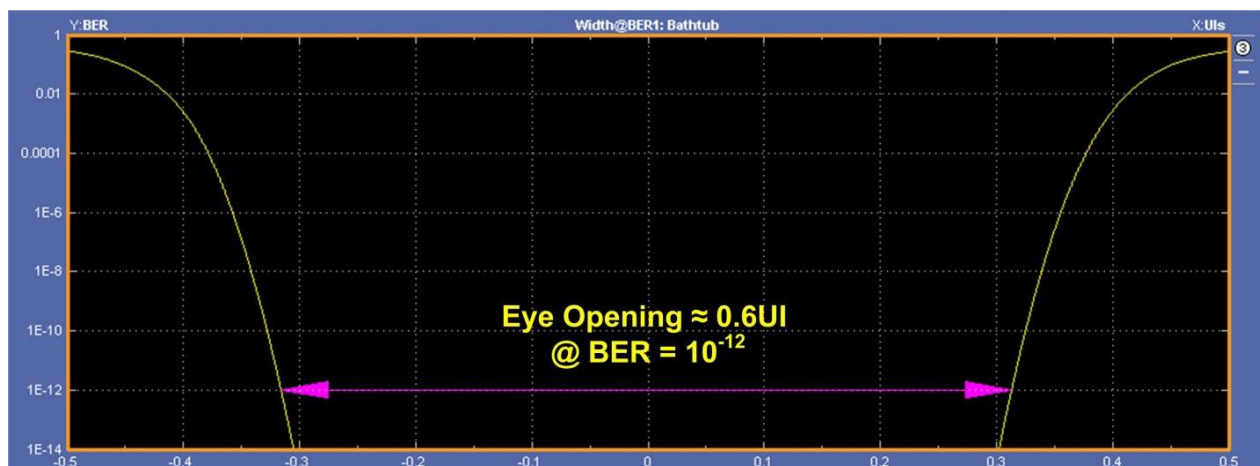 Y:BER Width@BER1: Bathtub X:UIs
1
③
0.01
0.0001
1E-6
1E-8
Eye Opening ≈ 0.6UI
1E-10
@ BER = 10⁻¹²
1E-12
1E-14
-0.5 -0.4 -0.3 -0.2 -0.1 0 0.1 0.2 0.3 0.4 0.5